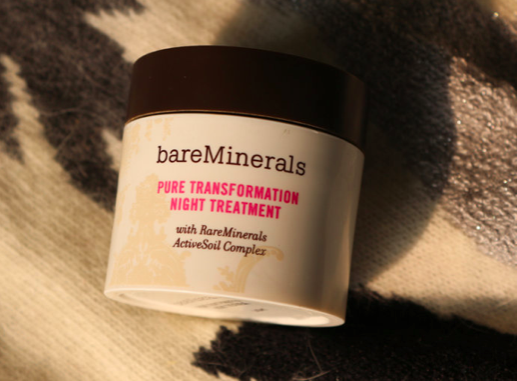 bareMinerals
PURE TRANSFORMATION
NIGHT TREATMENT
with RareMinerals
ActiveSoil Complex